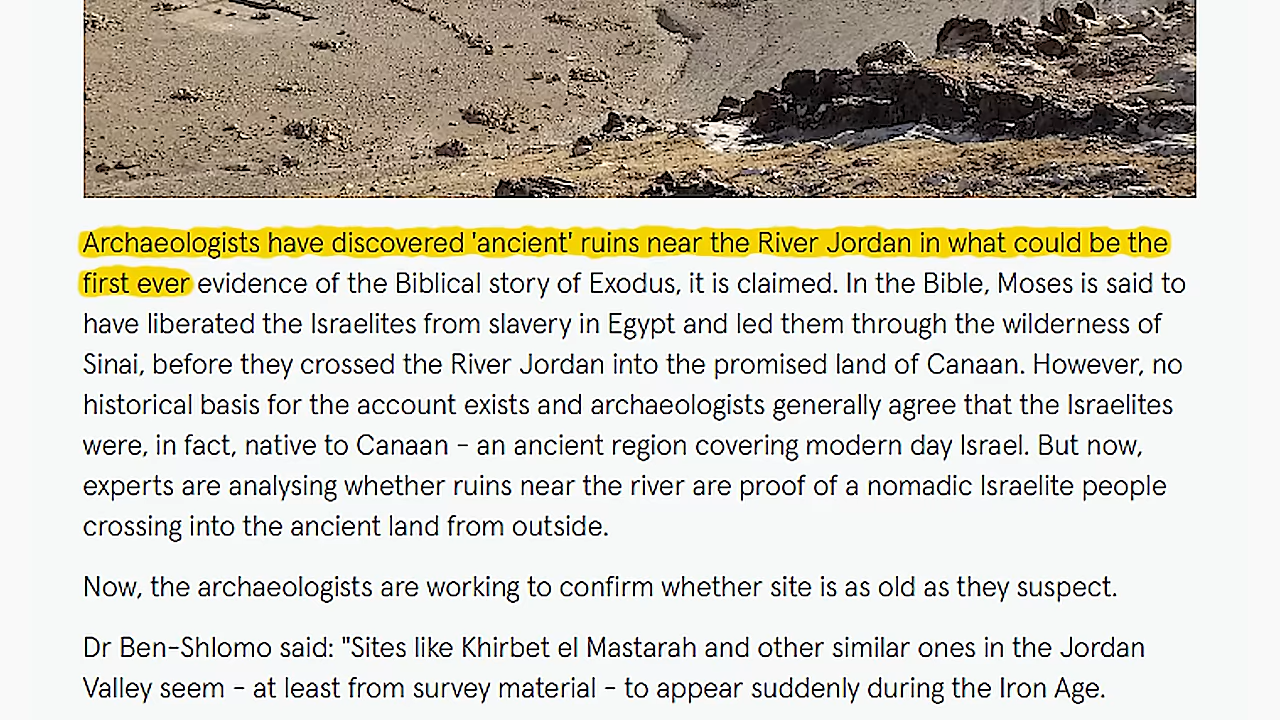 Archaeologists have discovered 'ancient' ruins near the River Jordan in what could be the
first ever evidence of the Biblical story of Exodus, it is claimed. In the Bible, Moses is said to
have liberated the Israelites from slavery in Egypt and led them through the wilderness of
Sinai, before they crossed the River Jordan into the promised land of Canaan. However, no
historical basis for the account exists and archaeologists generally agree that the Israelites
were, in fact, native to Canaan – an ancient region covering modern day Israel. But now,
experts are analysing whether ruins near the river are proof of a nomadic Israelite people
crossing into the ancient land from outside.
Now, the archaeologists are working to confirm whether site is as old as they suspect.
Dr Ben-Shlomo said: "Sites like Khirbet el Mastarah and other similar ones in the Jordan
Valley seem – at least from survey material – to appear suddenly during the Iron Age.